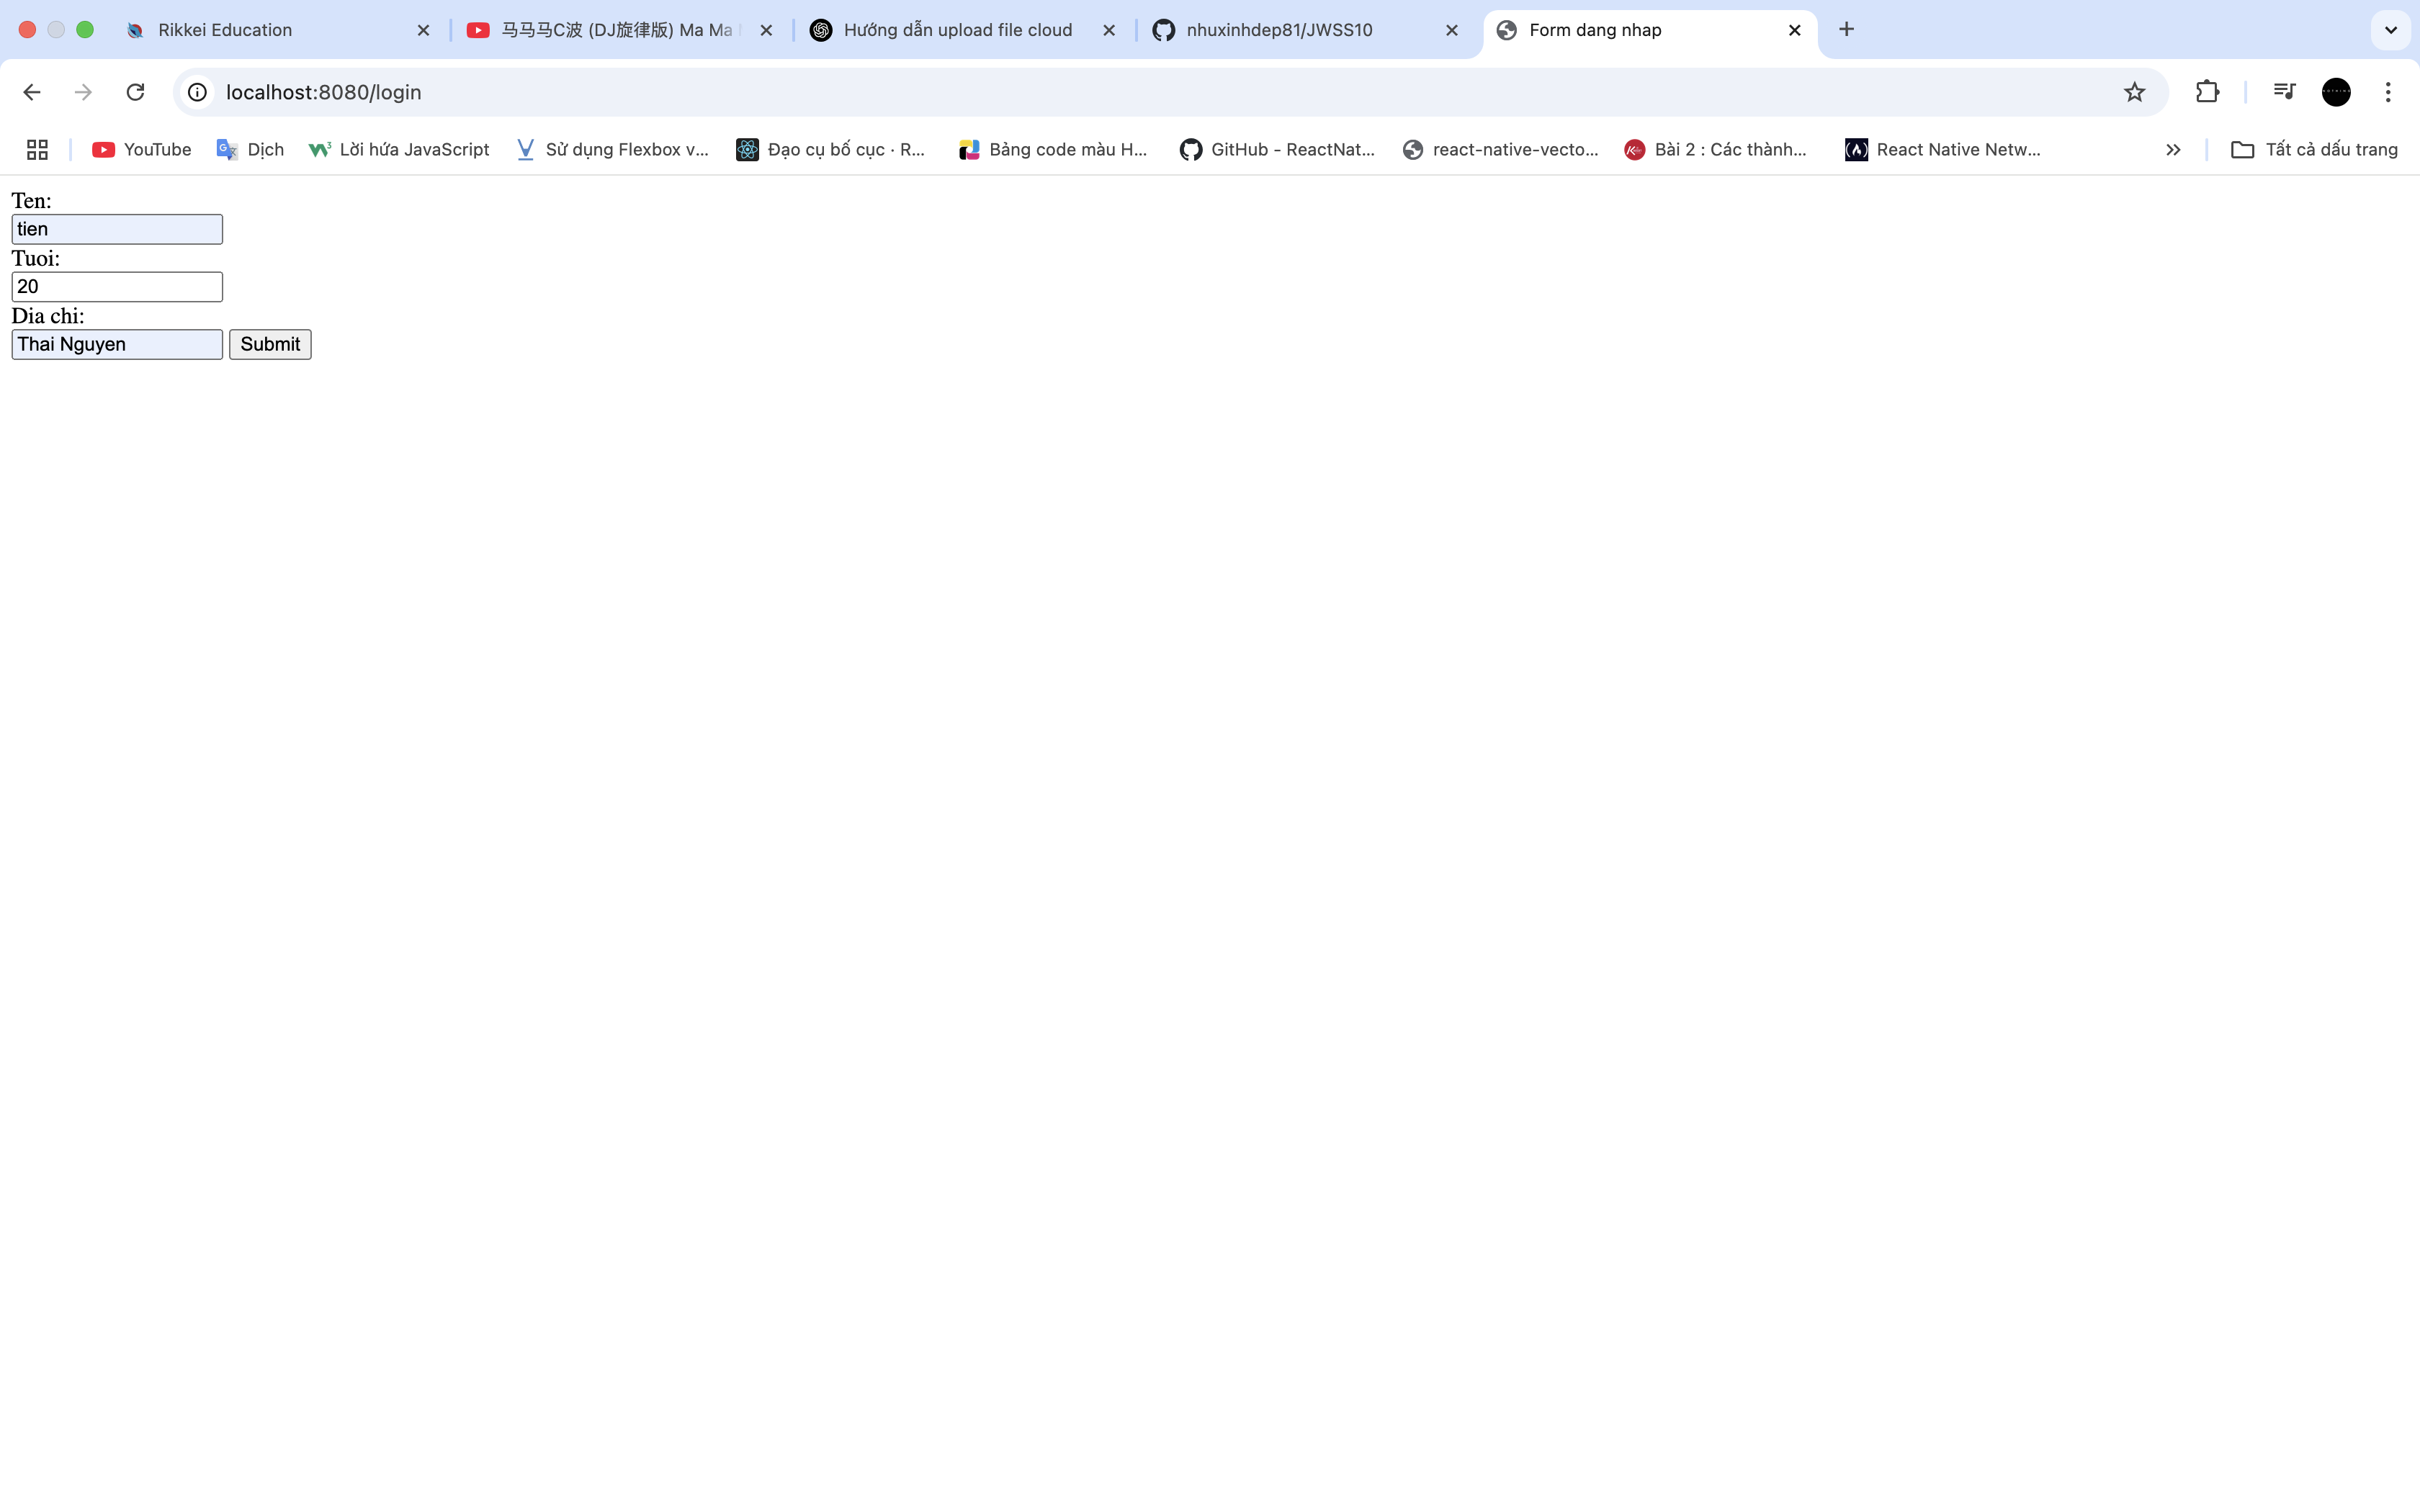 Rikkei Education
马马马C波 (DJ旋律版) Ma Ma
Hướng dẫn upload file cloud
nhuxinhdep81/JWSS10
Form dang nhap
localhost:8080/login
YouTube
Dịch
Lời hứa JavaScript
Sử dụng Flexbox v...
Đạo cụ bố cục · R...
Bảng code màu H...
GitHub - ReactNat...
react-native-vecto...
Bài 2 : Các thành...
React Native Netw...
Tất cả dấu trang
Ten:
tien
Tuoi:
20
Dia chi:
Thai Nguyen Submit